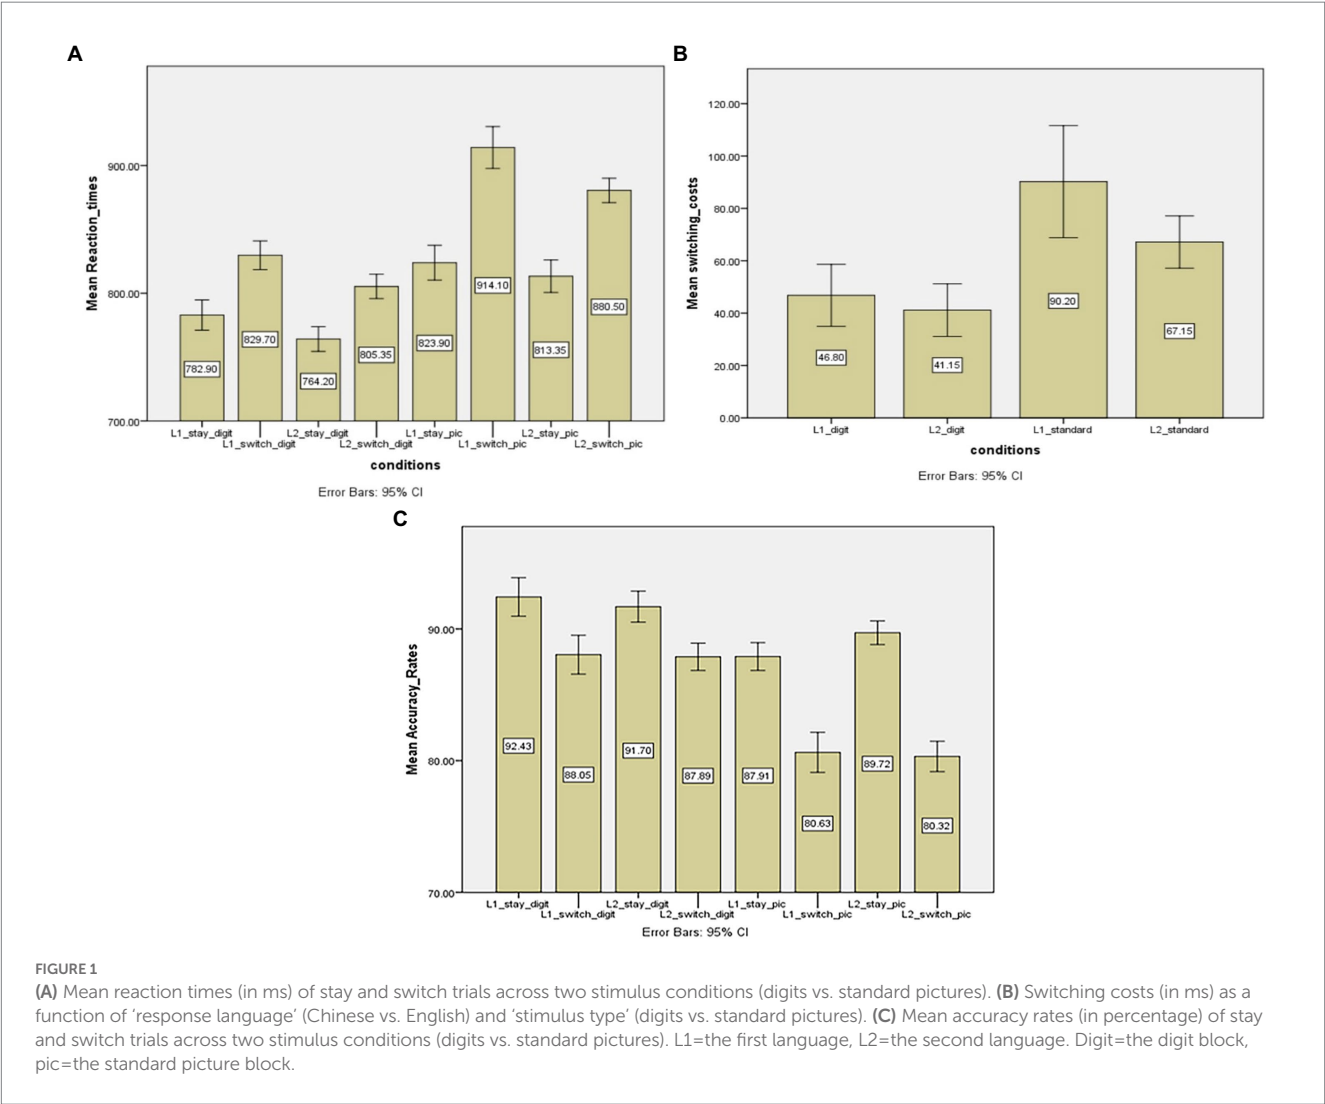 A
Mean Reaction_times
900.00
800.00
700.00
782.90
829.70
764.20
805.35
823.90
914.10
813.35
880.50
L1_stay_digit
L1_switch_digit
L2_stay_digit
L2_switch_digit
L1_stay_pic
L1_switch_pic
L2_stay_pic
L2_switch_pic
conditions
Error Bars: 95% CI
B
Mean switching_costs
120.00
100.00
80.00
60.00
40.00
20.00
0.00
46.80
41.15
90.20
67.15
L1_digit
L2_digit
L1_standard
L2_standard
conditions
Error Bars: 95% CI
C
Mean Accuracy_Rates
90.00
80.00
70.00
92.43
88.05
91.70
87.89
87.91
80.63
89.72
80.32
L1_stay_digit
L1_switch_digit
L2_stay_digit
L2_switch_digit
L1_stay_pic
L1_switch_pic
L2_stay_pic
L2_switch_pic
Error Bars: 95% CI
FIGURE 1
(A) Mean reaction times (in ms) of stay and switch trials across two stimulus conditions (digits vs. standard pictures). (B) Switching costs (in ms) as a
function of ‘response language’ (Chinese vs. English) and ‘stimulus type’ (digits vs. standard pictures). (C) Mean accuracy rates (in percentage) of stay
and switch trials across two stimulus conditions (digits vs. standard pictures). L1=the first language, L2=the second language. Digit=the digit block,
pic=the standard picture block.